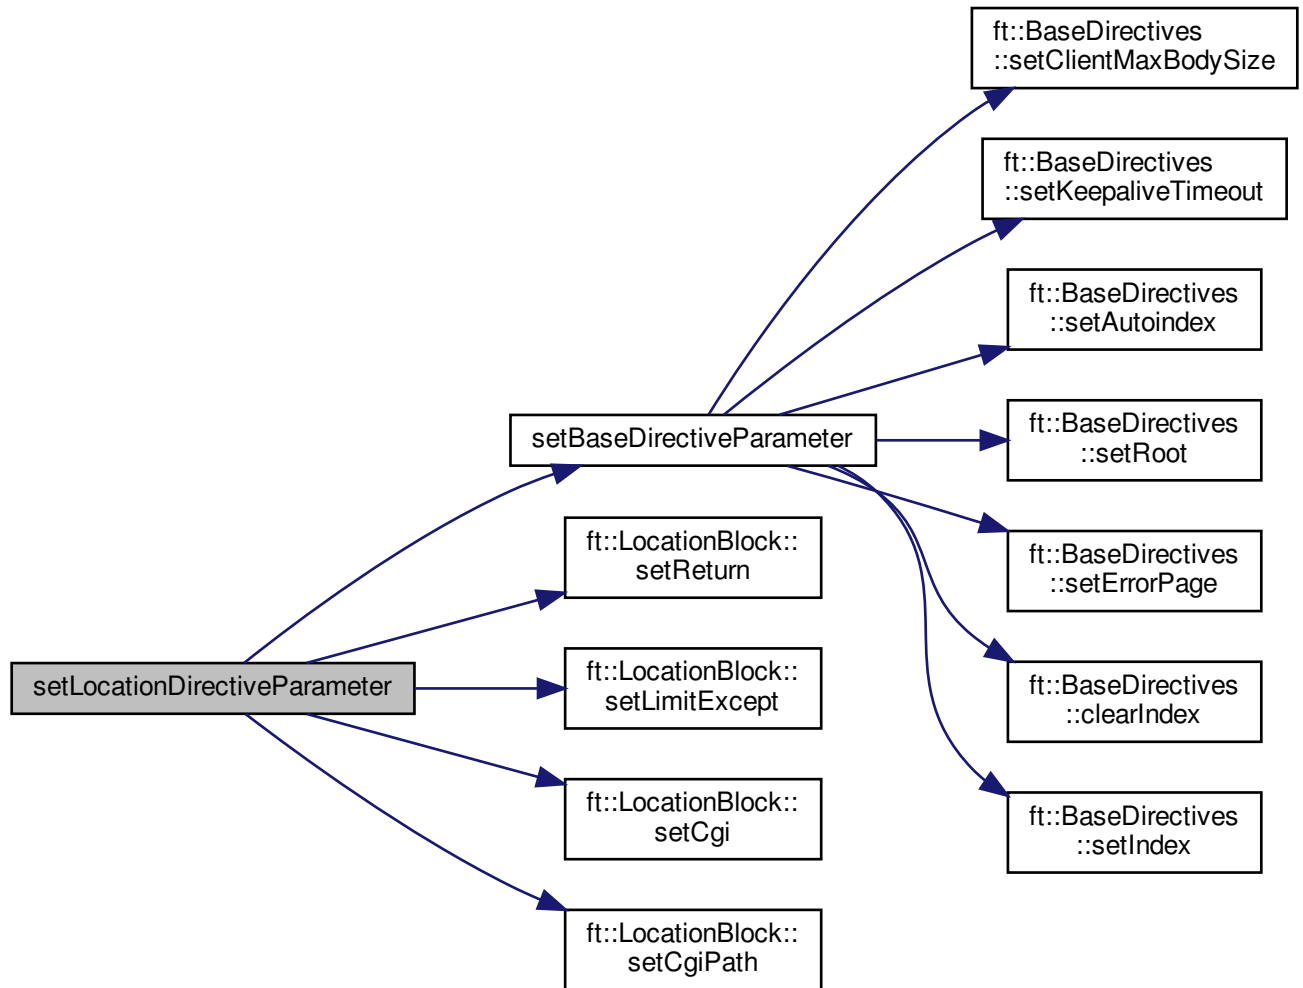 setLocationDirectiveParameter
setBaseDirectiveParameter
ft::LocationBlock::
setReturn
ft::LocationBlock::
setLimitExcept
ft::LocationBlock::
setCgi
ft::LocationBlock::
setCgiPath
ft::BaseDirectives
::setClientMaxBodySize
ft::BaseDirectives
::setKeepaliveTimeout
ft::BaseDirectives
::setAutoindex
ft::BaseDirectives
::setRoot
ft::BaseDirectives
::setErrorPage
ft::BaseDirectives
::clearIndex
ft::BaseDirectives
::setIndex